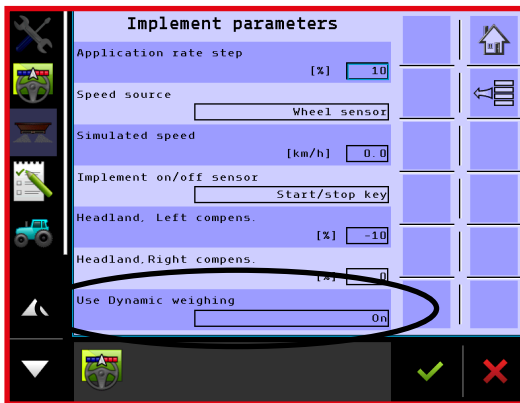 Implement parameters
Application rate step
[%] 10
Speed source
Wheel sensor
Simulated speed
[km/h] 0.0
Implement on/off sensor
Start/stop key
Headland, Left compens.
[%] -10
Headland,Right compens.
[%] 0
Use Dynamic weighing
On